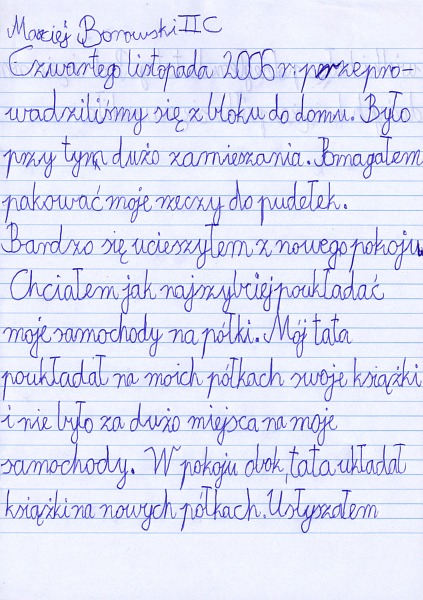 Maciej Borowski II C
Czwartego listopada 2006 r. przepro-
wadziliśmy się z bloku do domu. Było
przy tym dużo zamieszania. Pomagałem
pakować moje rzeczy do pudełek.
Bardzo się ucieszyłem z nowego pokoju.
Chciałem jak najszybciej poukładać
moje samochody na półki. Mój tata
poukładał na moich półkach swoje książki
i nie było za dużo miejsca na moje
samochody. W pokoju obok, tata układał
książki na nowych półkach. Usłyszałem